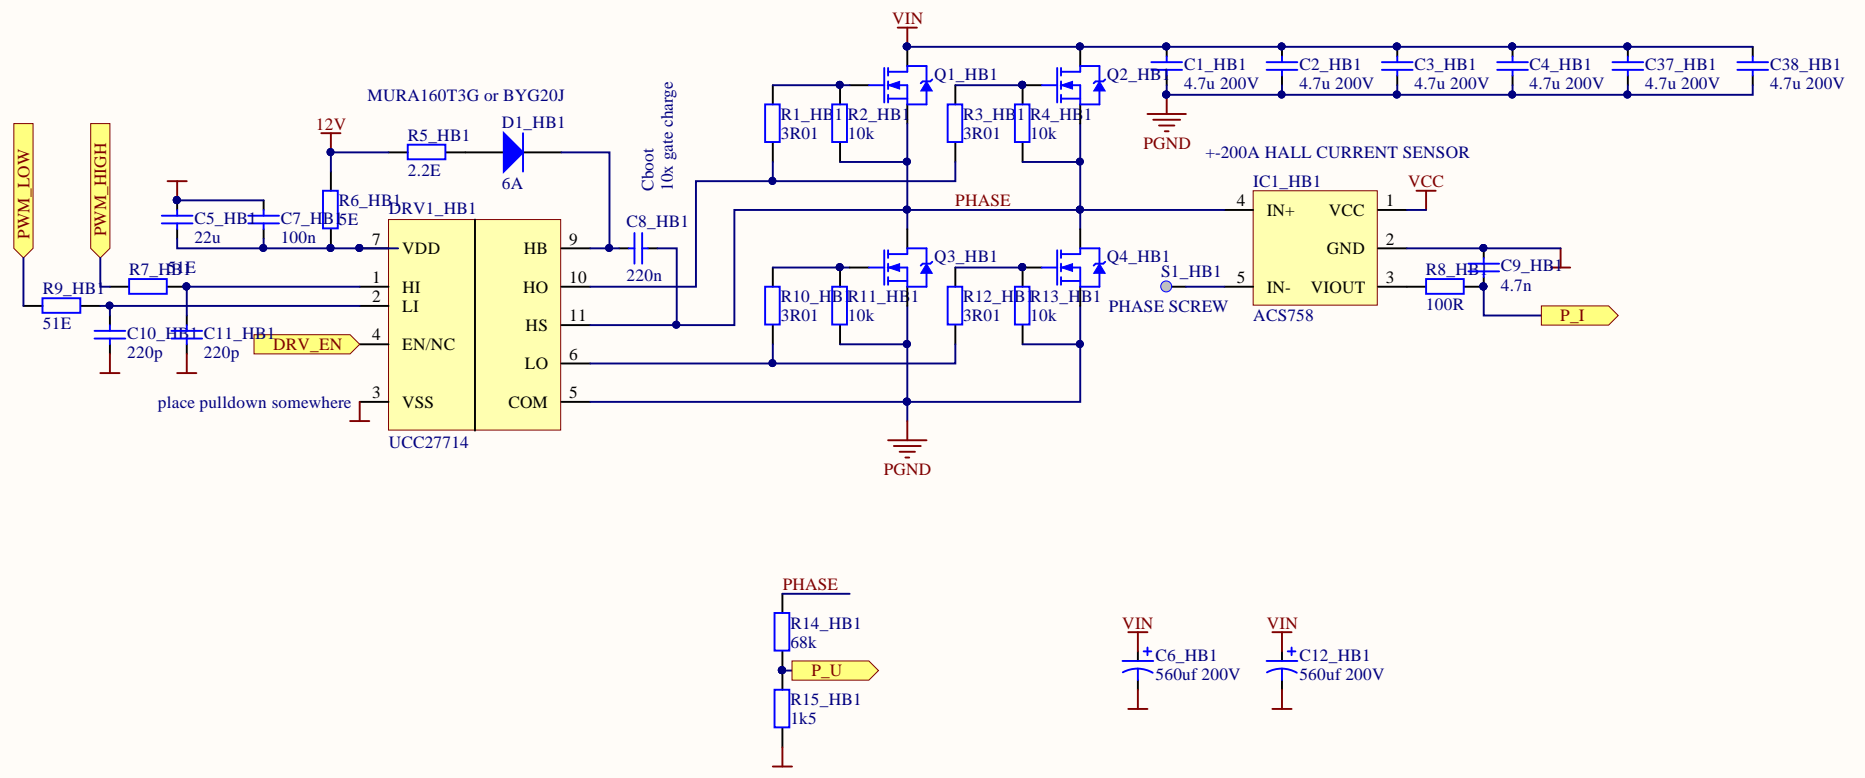 VIN
C1_HB1
4.7u 200V
C2_HB1
4.7u 200V
C3_HB1
4.7u 200V
C4_HB1
4.7u 200V
C37_HB1
4.7u 200V
C38_HB1
4.7u 200V
PGND
Q1_HB1
Q2_HB1
R1_HB1
3R01
R2_HB1
10k
R3_HB1
3R01
R4_HB1
10k
MURA160T3G or BYG20J
12V
R5_HB1
2.2E
D1_HB1
6A
Cboot
10x gate charge
PWM_LOW
PWM_HIGH
C5_HB1
22u
C7_HB1
100n
R6_HB1
5E
DRV1_HB1
7
VDD
1
HI
2
LI
4
EN/NC
3
VSS
HB
9
HO
10
HS
11
LO
6
COM
5
UCC27714
C8_HB1
220n
R7_HB1
51E
R9_HB1
51E
C10_HB1
220p
C11_HB1
220p
DRV_EN
place pulldown somewhere
PHASE
Q3_HB1
Q4_HB1
R10_HB
3R01
R11_HB1
10k
R12_HB
3R01
R13_HB1
10k
PGND
+-200A HALL CURRENT SENSOR
IC1_HB1
4
IN+
VCC
1
VCC
GND
2
5
IN-
VIOUT
3
ACS758
S1_HB1
PHASE SCREW
R8_HB1
100R
C9_HB1
4.7n
P_I
PHASE
R14_HB1
68k
P_U
R15_HB1
1k5
VIN
C6_HB1
560uf 200V
VIN
C12_HB1
560uf 200V